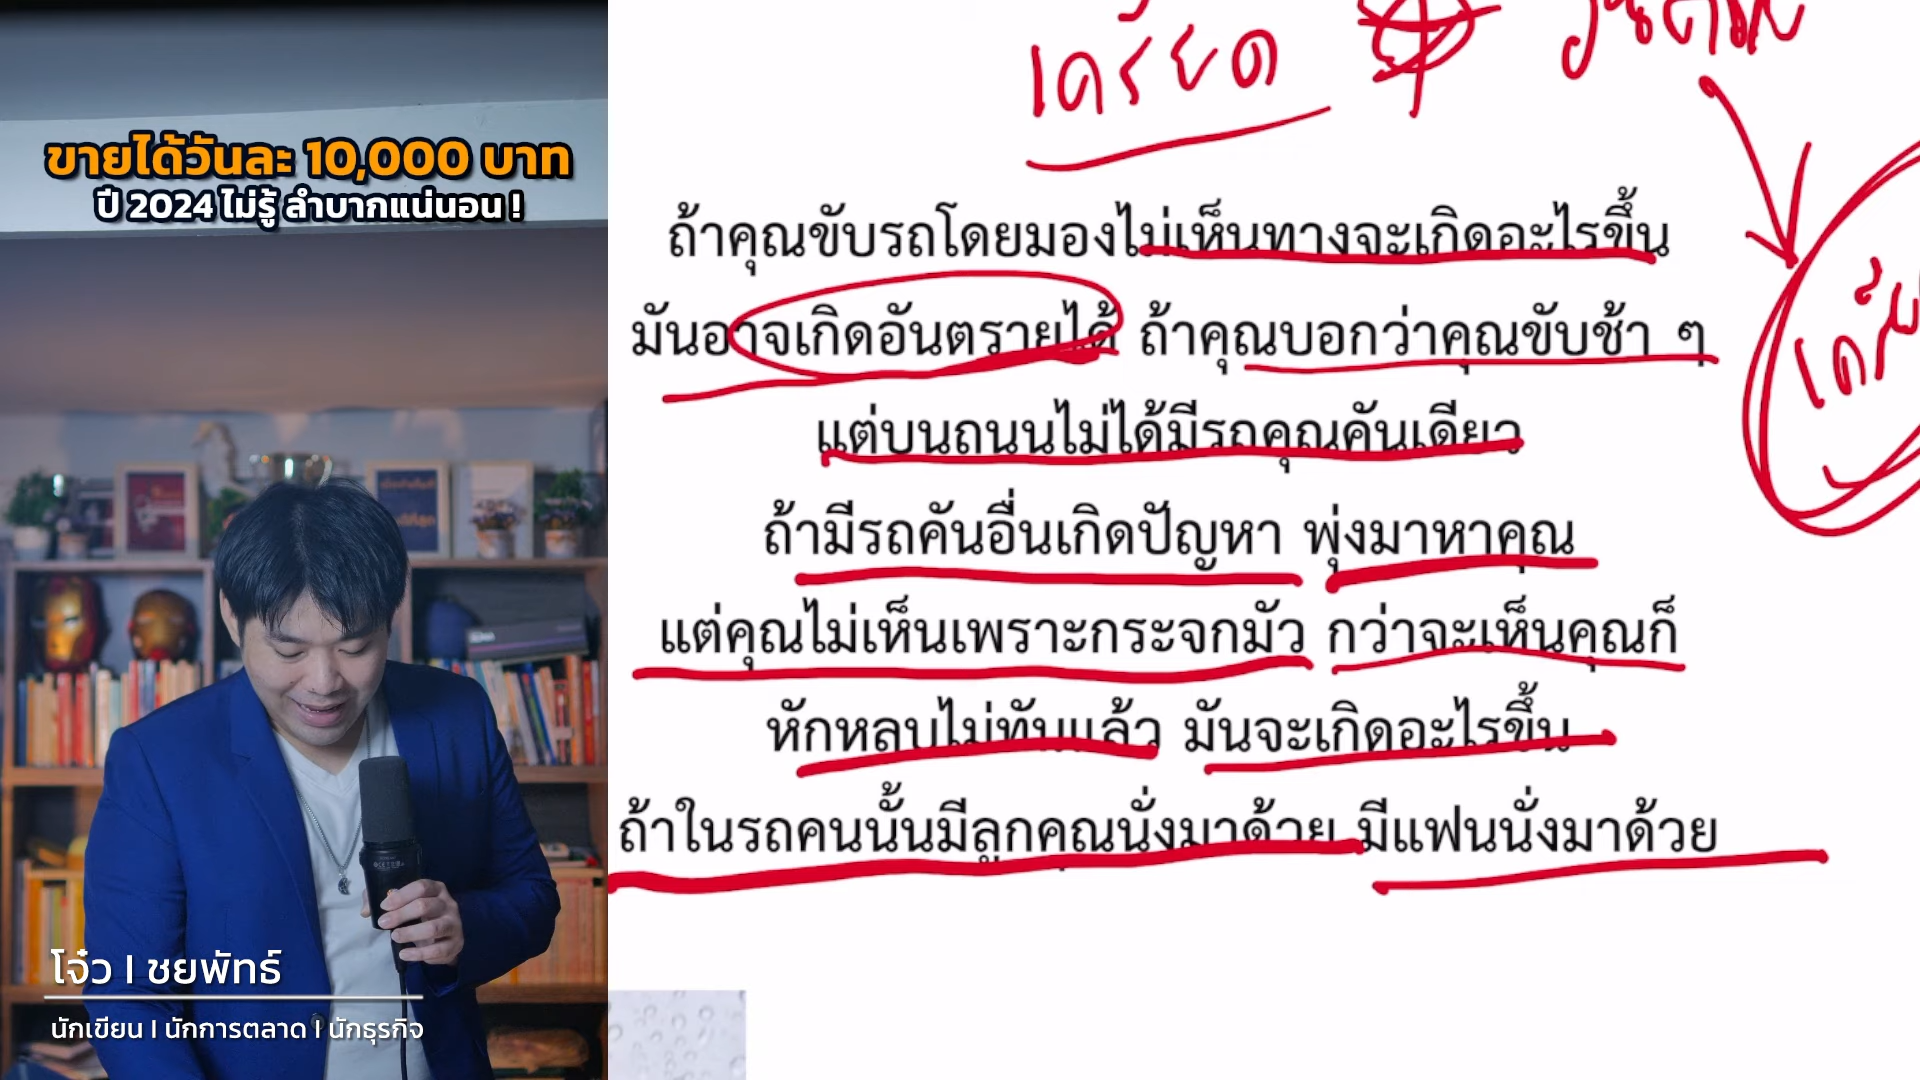 ขายได้วันละ 10,000 บาท
ปี 2024 ไม่รู้ ลำบากแน่นอน !
โจ๋ว I ชยพัทธ์
นักเขียน I นักการตลาด I นักธุรกิจ
เครียด
ถ้าคุณขับรถโดยมองไม่เห็นทางจะเกิดอะไรขึ้น
มันอาจเกิดอันตรายได้ ถ้าคุณบอกว่าคุณขับช้า ๆ
แต่บนถนนไม่ได้มีรถคุณคันเดียว
ถ้ามีรถคันอื่นเกิดปัญหา พุ่งมาหาคุณ
แต่คุณไม่เห็นเพราะกระจกมัว กว่าจะเห็นคุณก็
หักหลบไม่ทันแล้ว มันจะเกิดอะไรขึ้น
ถ้าในรถคนนั้นมีลูกคุณนั่งมาด้วย มีแฟนนั่งมาด้วย